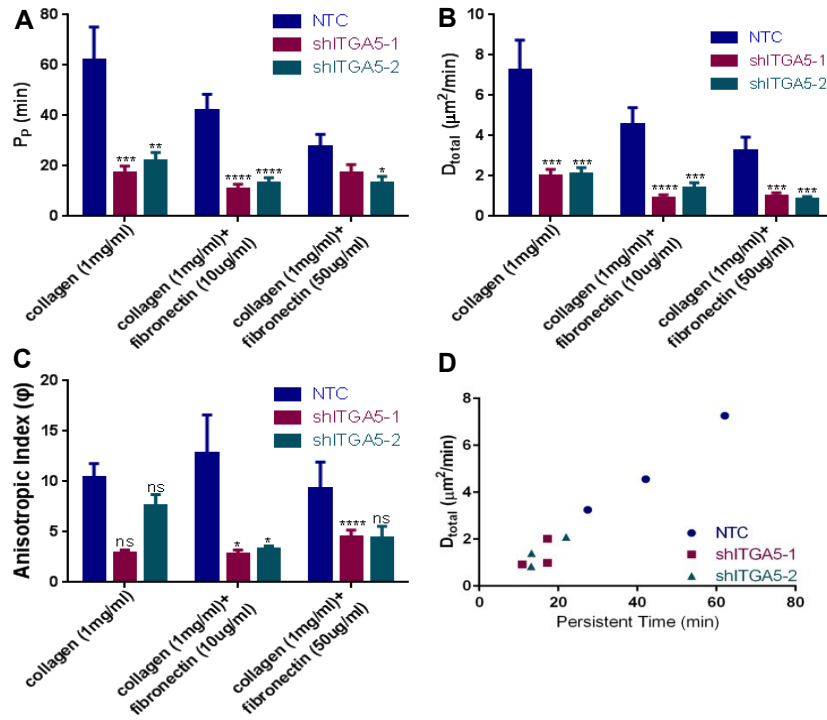 A
NTC
shITGA5-1
shITGA5-2
Pp (min)
80
60
40
20
0
***
**
****
****
*
collagen (1mg/ml)
collagen (1mg/ml)+
fibronectin (10ug/ml)
collagen (1mg/ml)+
fibronectin (50ug/ml)
B
NTC
shITGA5-1
shITGA5-2
Dtotal (μm²/min)
10
8
6
4
2
0
***
***
****
***
***
***
collagen (1mg/ml)
collagen (1mg/ml)+
fibronectin (10ug/ml)
collagen (1mg/ml)+
fibronectin (50ug/ml)
C
NTC
shITGA5-1
shITGA5-2
Anisotropic Index (φ)
20
15
10
5
0
ns
ns
*
*
****
ns
collagen (1mg/ml)
collagen (1mg/ml)+
fibronectin (10ug/ml)
collagen (1mg/ml)+
fibronectin (50ug/ml)
D
Dtotal (μm²/min)
8
6
4
2
0
NTC
shITGA5-1
shITGA5-2
0 20 40 60 80
Persistent Time (min)